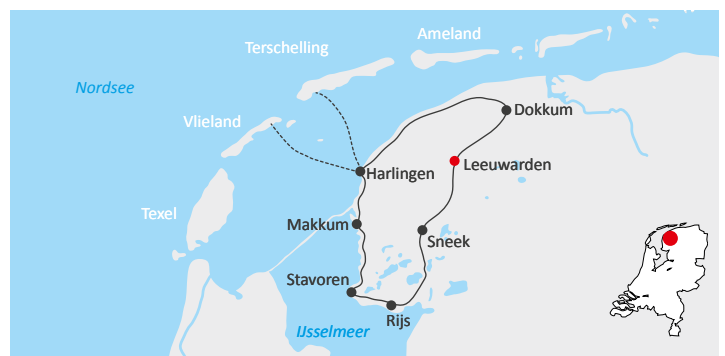 Ameland
Terschelling
Nordsee
Dokkum
Vlieland
Leeuwarden
Harlingen
Texel
Makkum
Sneek
Stavoren
Rijs
IJsselmeer